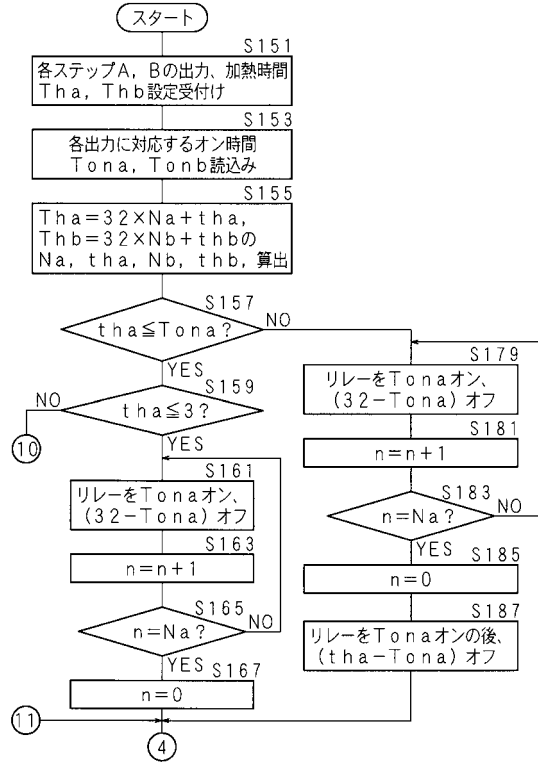 スタート
S151
各ステップA，Bの出力、加熱時間
Tha，Thb設定受付け
S153
各出力に対応するオン時間
Tona，Tonb読込み
S155
Tha=32×Na+tha，
Thb=32×Nb+thbの
Na，tha，Nb，thb，算出
S157
tha≦Tona?
NO
YES
S159
tha≦3?
NO
YES
10
S161
リレーをTonaオン、
(32−Tona) オフ
S163
n=n+1
S165
n=Na?
NO
YES
S167
n=0
11
4
S179
リレーをTonaオン、
(32−Tona) オフ
S181
n=n+1
S183
n=Na?
NO
YES
S185
n=0
S187
リレーをTonaオンの後、
(tha−Tona) オフ